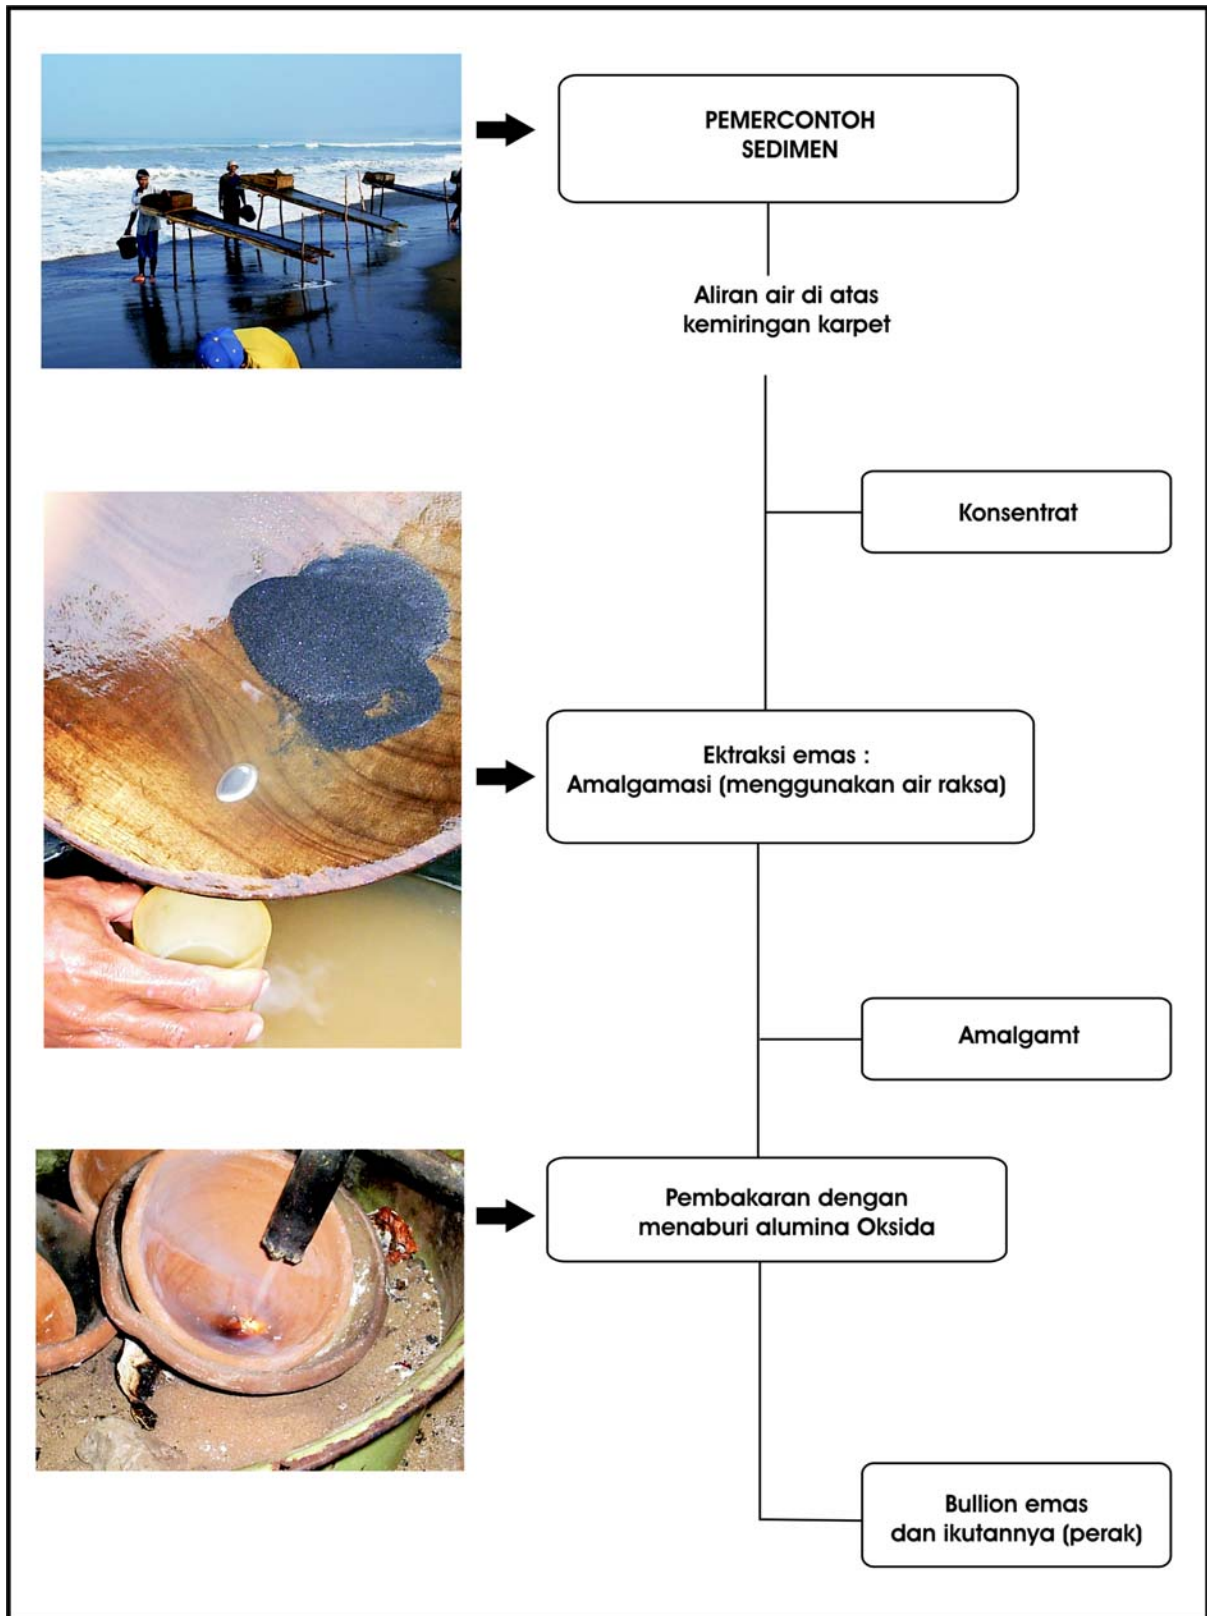 PEMERCONTOH
SEDIMEN
Aliran air di atas
kemiringan karpet
Konsentrat
Ektraksi emas :
Amalgamasi (menggunakan air raksa)
Amalgamt
Pembakaran dengan
menaburi alumina Oksida
Bullion emas
dan ikutannya (perak)